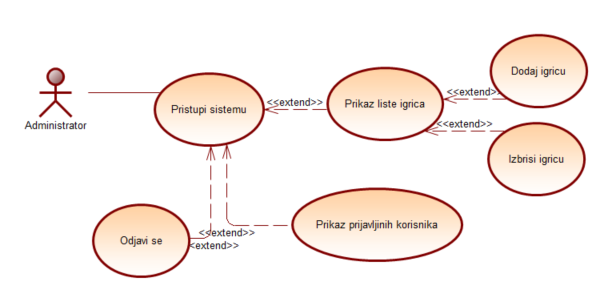 Dodaj igricu
<<extend>>
Prikaz liste igrica
<<extend>>
Pristupi sistemu
Administrator
<<extend>>
Izbrisi igricu
Prikaz prijavljinih korisnika
<<extend>>
Odjavi se
<extend>>